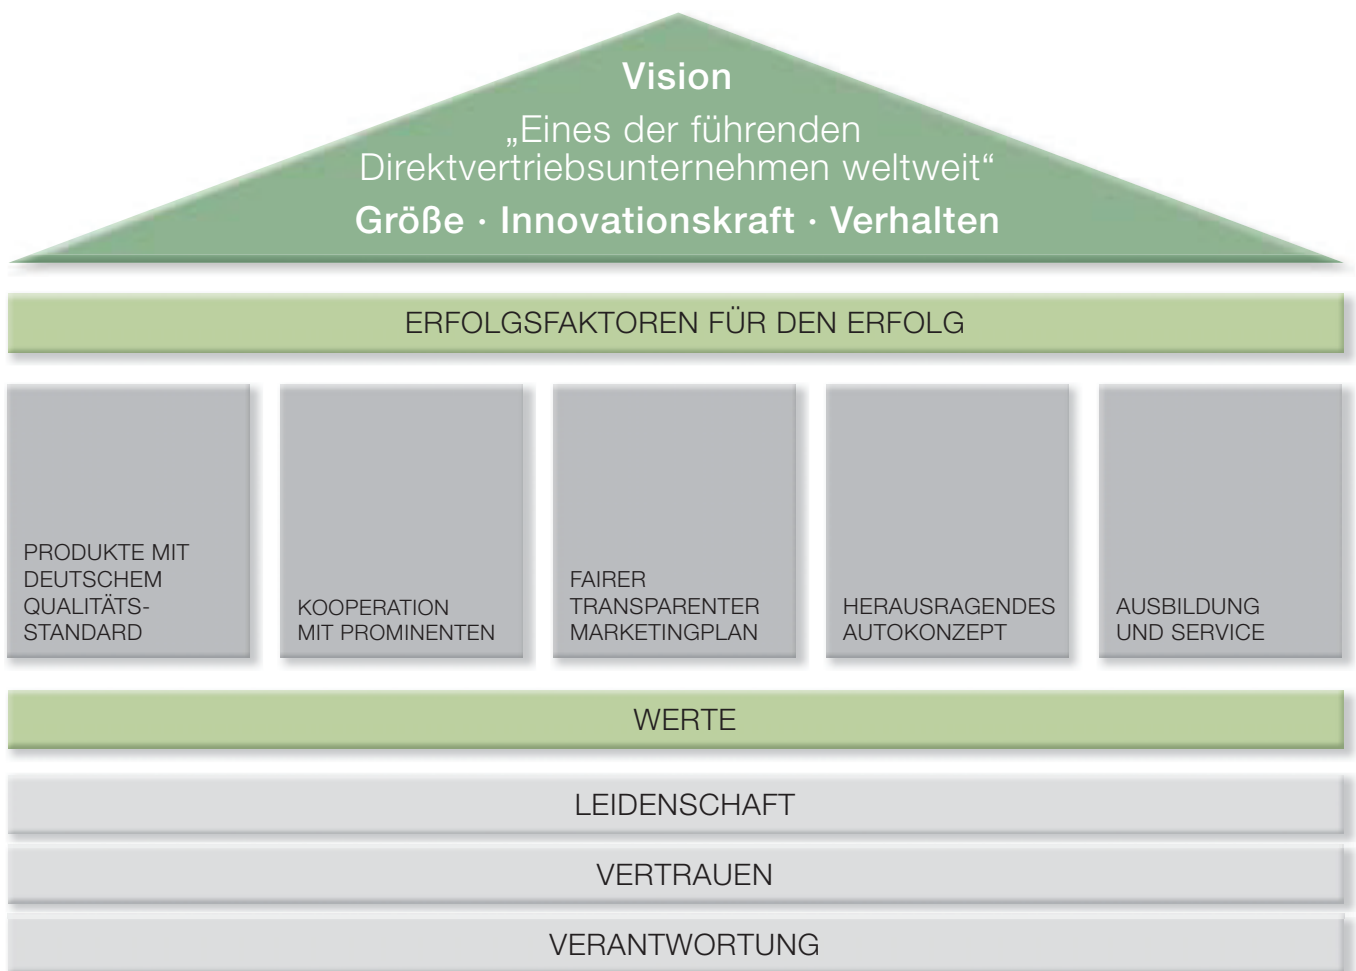 Vision
„Eines der führenden
Direktvertriebsunternehmen weltweit“
Größe · Innovationskraft · Verhalten
ERFOLGSFAKTOREN FÜR DEN ERFOLG
PRODUKTE MIT
DEUTSCHEM
QUALITÄTS-
STANDARD
KOOPERATION
MIT PROMINENTEN
FAIRER
TRANSPARENTER
MARKETINGPLAN
HERAUSRAGENDES
AUTOKONZEPT
AUSBILDUNG
UND SERVICE
WERTE
LEIDENSCHAFT
VERTRAUEN
VERANTWORTUNG